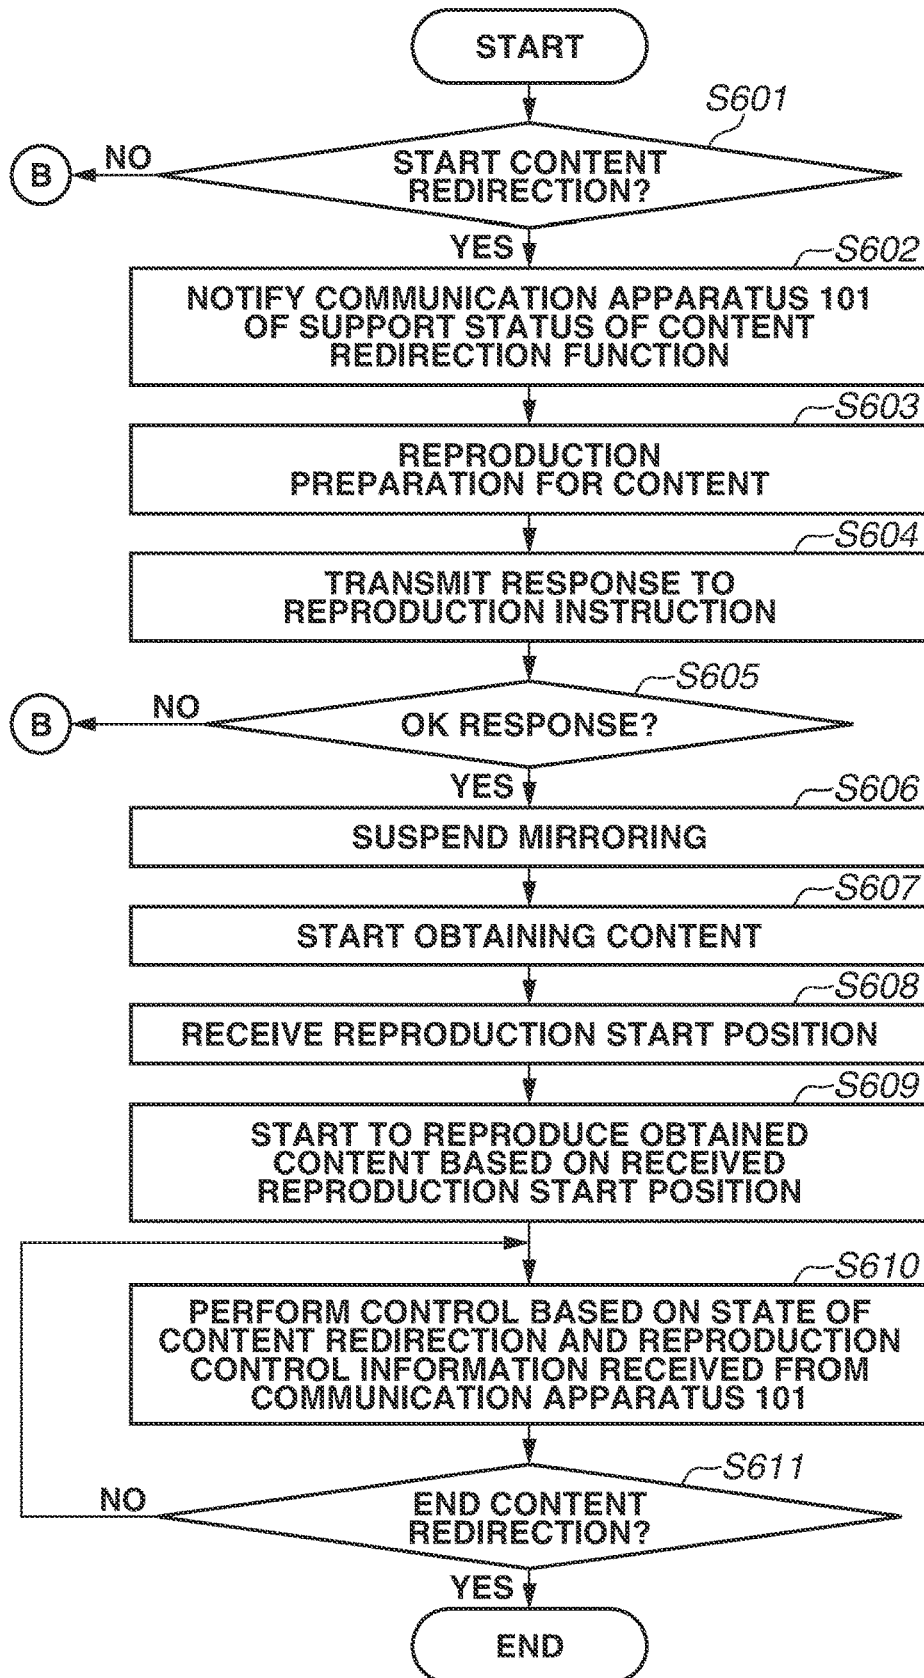 START
S601
START CONTENT
REDIRECTION?
NO
B
YES
S602
NOTIFY COMMUNICATION APPARATUS 101
OF SUPPORT STATUS OF CONTENT
REDIRECTION FUNCTION
S603
REPRODUCTION
PREPARATION FOR CONTENT
S604
TRANSMIT RESPONSE TO
REPRODUCTION INSTRUCTION
S605
OK RESPONSE?
NO
B
YES
S606
SUSPEND MIRRORING
S607
START OBTAINING CONTENT
S608
RECEIVE REPRODUCTION START POSITION
S609
START TO REPRODUCE OBTAINED
CONTENT BASED ON RECEIVED
REPRODUCTION START POSITION
S610
PERFORM CONTROL BASED ON STATE OF
CONTENT REDIRECTION AND REPRODUCTION
CONTROL INFORMATION RECEIVED FROM
COMMUNICATION APPARATUS 101
S611
NO
END CONTENT
REDIRECTION?
YES
END